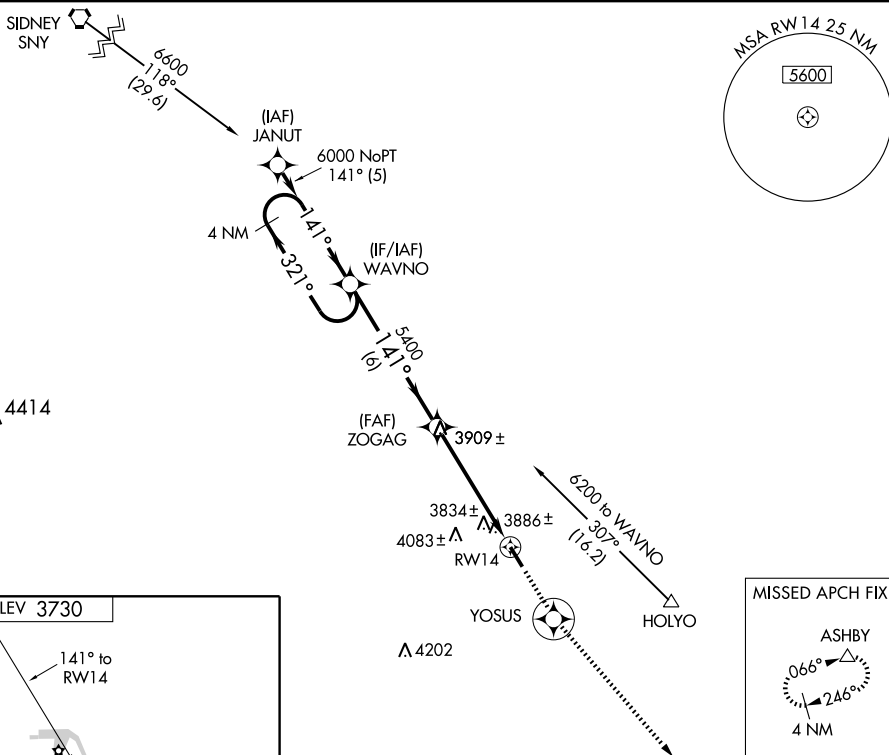 SIDNEY
SNY
6600
118°
(29.6)
MSA RW14 25 NM
5600
(IAF)
JANUT
6000 NoPT
141° (5)
4 NM
141°
321°
(IF/IAF)
WAVNO
5400
141°
(6)
4414
(FAF)
ZOGAG
3909 ±
3834 ±
3886 ±
4083 ±
RW14
6200 to WAVNO
307°
(16.2)
HOLYO
YOSUS
4202
LEV 3730
141° to
RW14
MISSED APCH FIX
ASHBY
066°
246°
4 NM